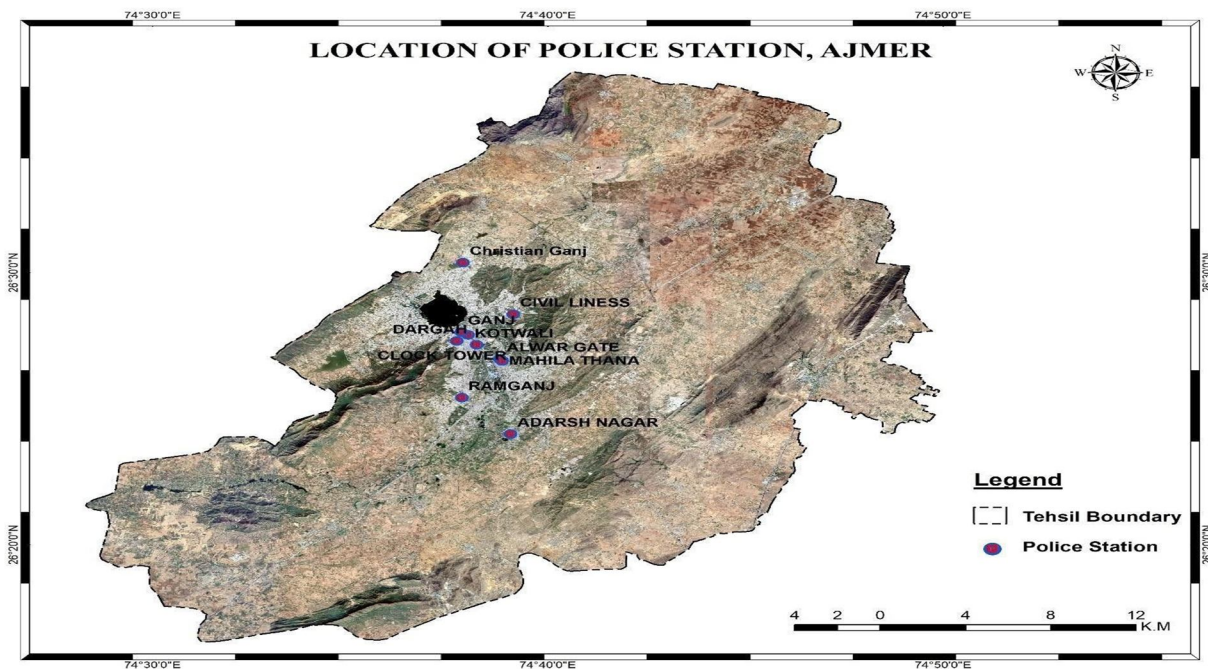 74°30'0"E 74°40'0"E 74°50'0"E
LOCATION OF POLICE STATION, AJMER
N
W E
S
Christian Ganj
26°30'0"N 26°30'0"N
CIVIL LINESS
GANJ
DARGAH KOTWALI
ALWAR GATE
CLOCK TOWER MAHILA THANA
RAMGANJ
ADARSH NAGAR
Legend
Tehsil Boundary
Police Station
26°20'0"N 26°20'0"N
4 2 0 4 8 12
K.M
74°30'0"E 74°40'0"E 74°50'0"E